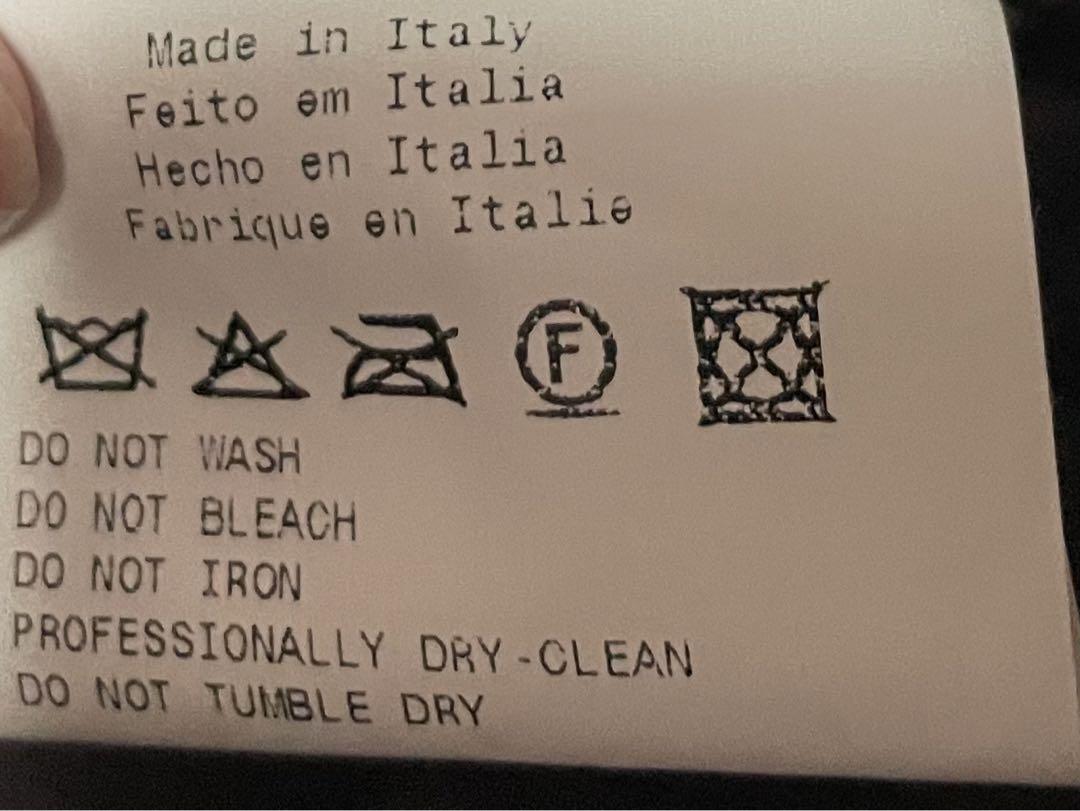 Made in Italy
Feito em Italia
Hecho en Italia
Fabrique en Italie
F
DO NOT WASH
DO NOT BLEACH
DO NOT IRON
PROFESSIONALLY DRY-CLEAN
DO NOT TUMBLE DRY